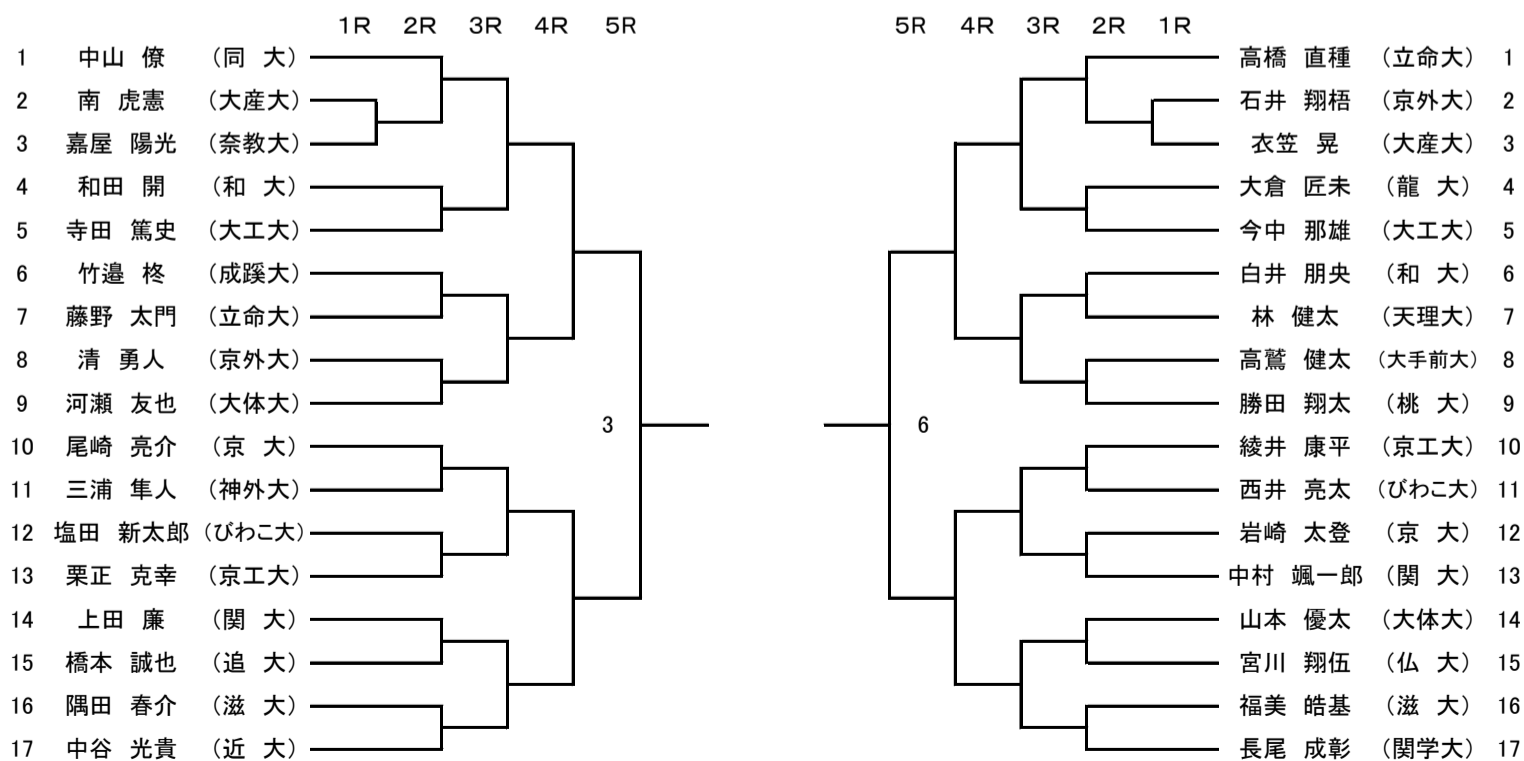 1R 2R 3R 4R 5R 5R 4R 3R 2R 1R
1 中山 僚 (同 大) 高橋 直種 (立命大) 1
2 南 虎憲 (大産大) 石井 翔梧 (京外大) 2
3 嘉屋 陽光 (奈教大) 衣笠 晃 (大産大) 3
4 和田 開 (和 大) 大倉 匠未 (龍 大) 4
5 寺田 篤史 (大工大) 今中 那雄 (大工大) 5
6 竹邉 柊 (成蹊大) 白井 朋央 (和 大) 6
7 藤野 太門 (立命大) 林 健太 (天理大) 7
8 清 勇人 (京外大) 高鷲 健太 (大手前大) 8
9 河瀬 友也 (大体大) 勝田 翔太 (桃 大) 9
3 6
10 尾崎 亮介 (京 大) 綾井 康平 (京工大) 10
11 三浦 隼人 (神外大) 西井 亮太 (びわこ大) 11
12 塩田 新太郎 (びわこ大) 岩崎 太登 (京 大) 12
13 栗正 克幸 (京工大) 中村 颯一郎 (関 大) 13
14 上田 廉 (関 大) 山本 優太 (大体大) 14
15 橋本 誠也 (追 大) 宮川 翔伍 (仏 大) 15
16 隅田 春介 (滋 大) 福美 皓基 (滋 大) 16
17 中谷 光貴 (近 大) 長尾 成彰 (関学大) 17